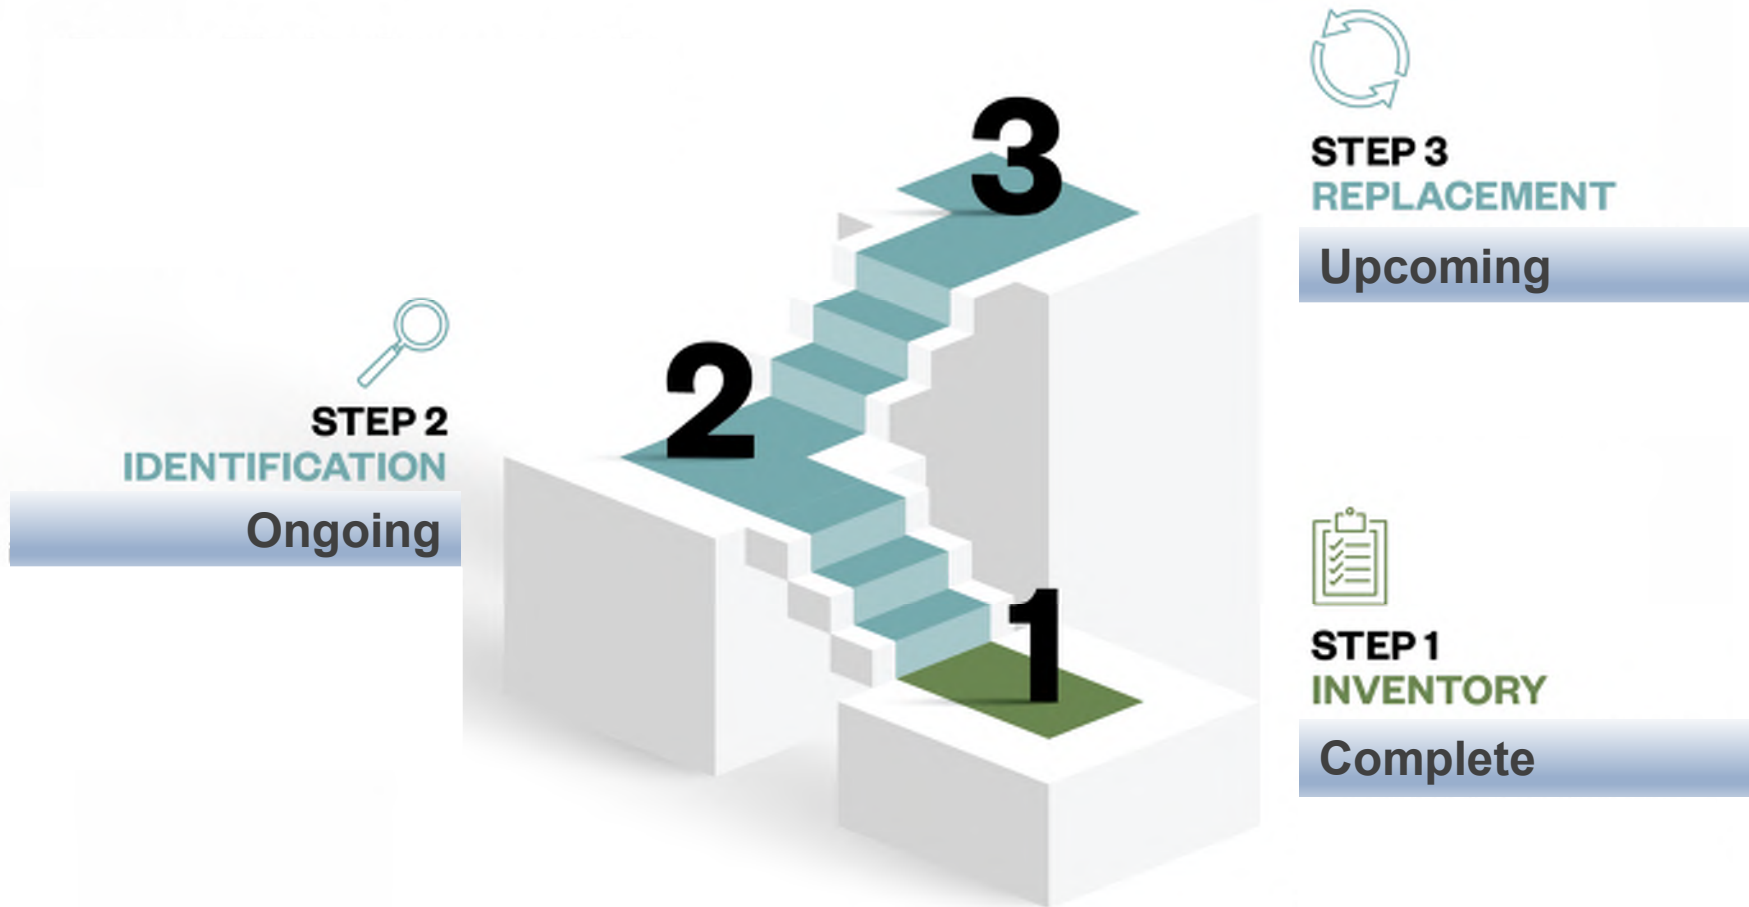 3
STEP 3
REPLACEMENT
Upcoming
2
STEP 2
IDENTIFICATION
Ongoing
1
STEP 1
INVENTORY
Complete